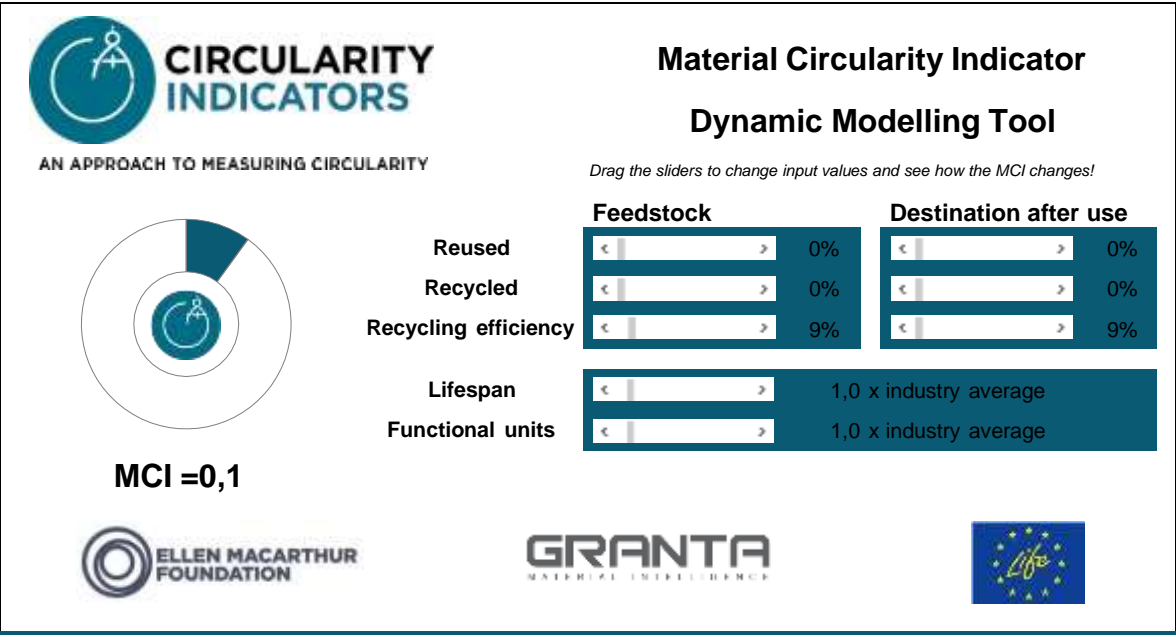 CIRCULARITY
INDICATORS
AN APPROACH TO MEASURING CIRCULARITY
Material Circularity Indicator
Dynamic Modelling Tool
Drag the sliders to change input values and see how the MCI changes!
Feedstock Destination after use
Reused 0% 0%
Recycled 0% 0%
Recycling efficiency 9% 9%
Lifespan 1,0 x industry average
Functional units 1,0 x industry average
MCI =0,1
ELLEN MACARTHUR
FOUNDATION
GRANTA
MATERIAL INTELLIGENCE
Life